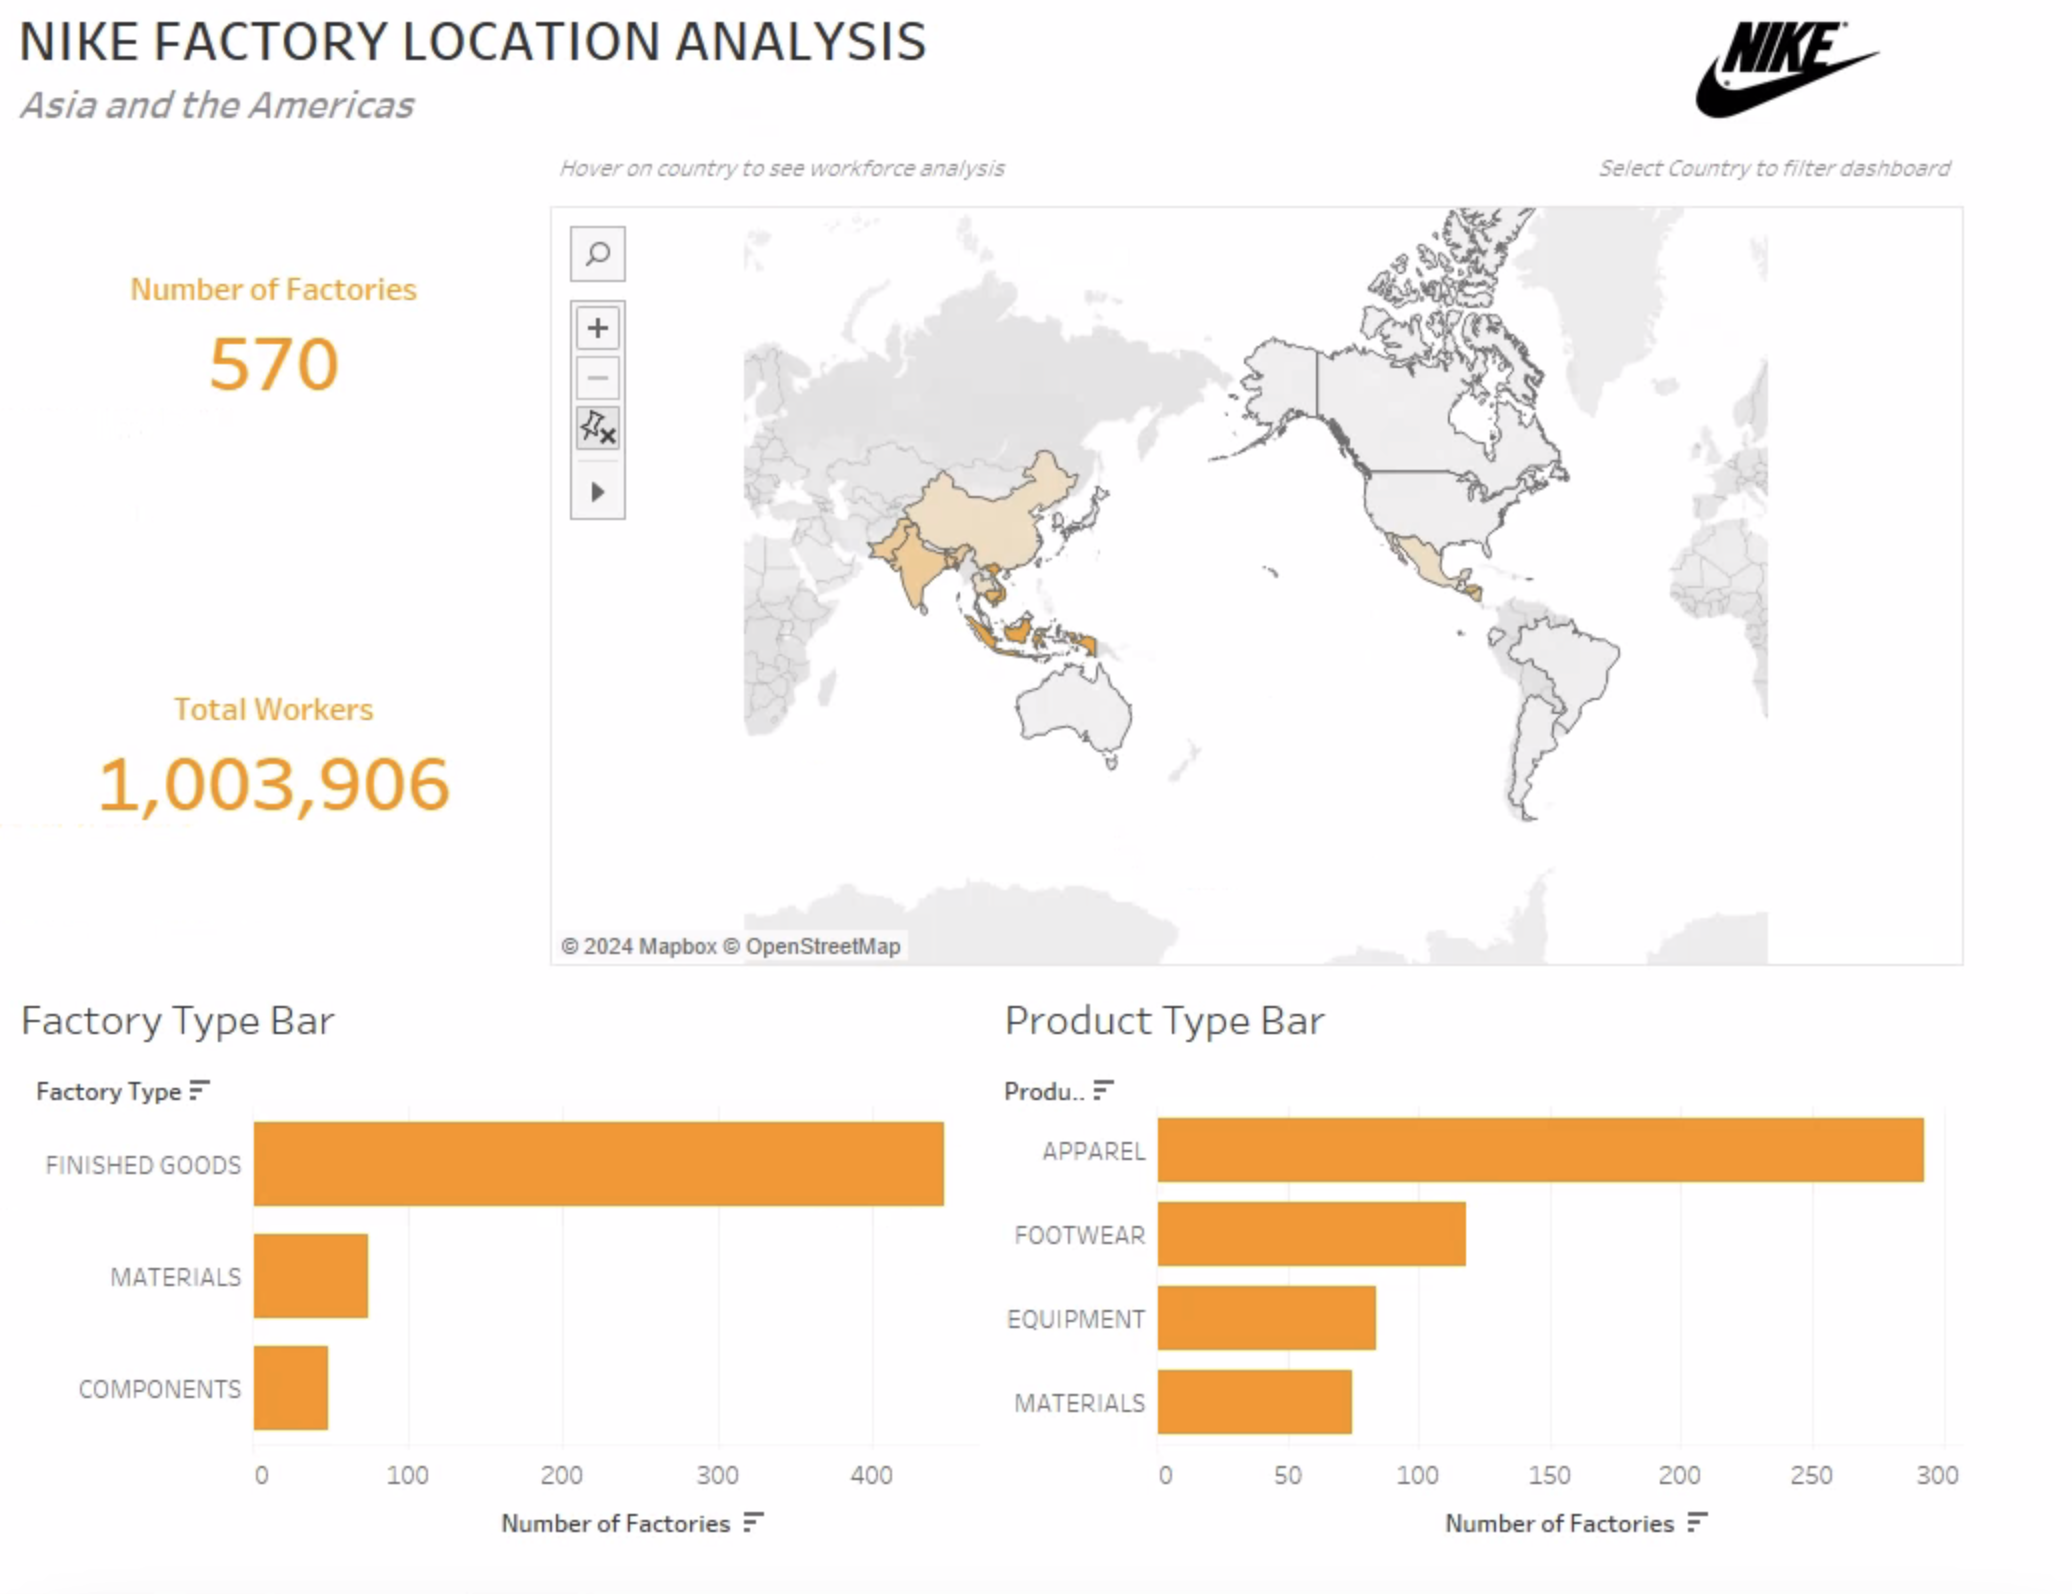 NIKE FACTORY LOCATION ANALYSIS
NIKE
Asia and the Americas
Hover on country to see workforce analysis
Select Country to filter dashboard
Number of Factories
570
Total Workers
1,003,906
© 2024 Mapbox © OpenStreetMap
Factory Type Bar
Factory Type
FINISHED GOODS
MATERIALS
COMPONENTS
0 100 200 300 400
Number of Factories
Product Type Bar
Produ..
APPAREL
FOOTWEAR
EQUIPMENT
MATERIALS
0 50 100 150 200 250 300
Number of Factories